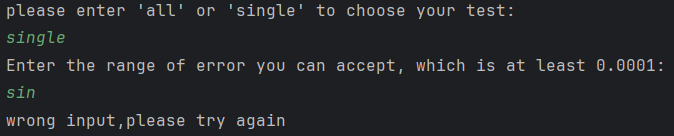 please enter 'all' or 'single' to choose your test:
single
Enter the range of error you can accept, which is at least 0.0001:
sin
wrong input,please try again